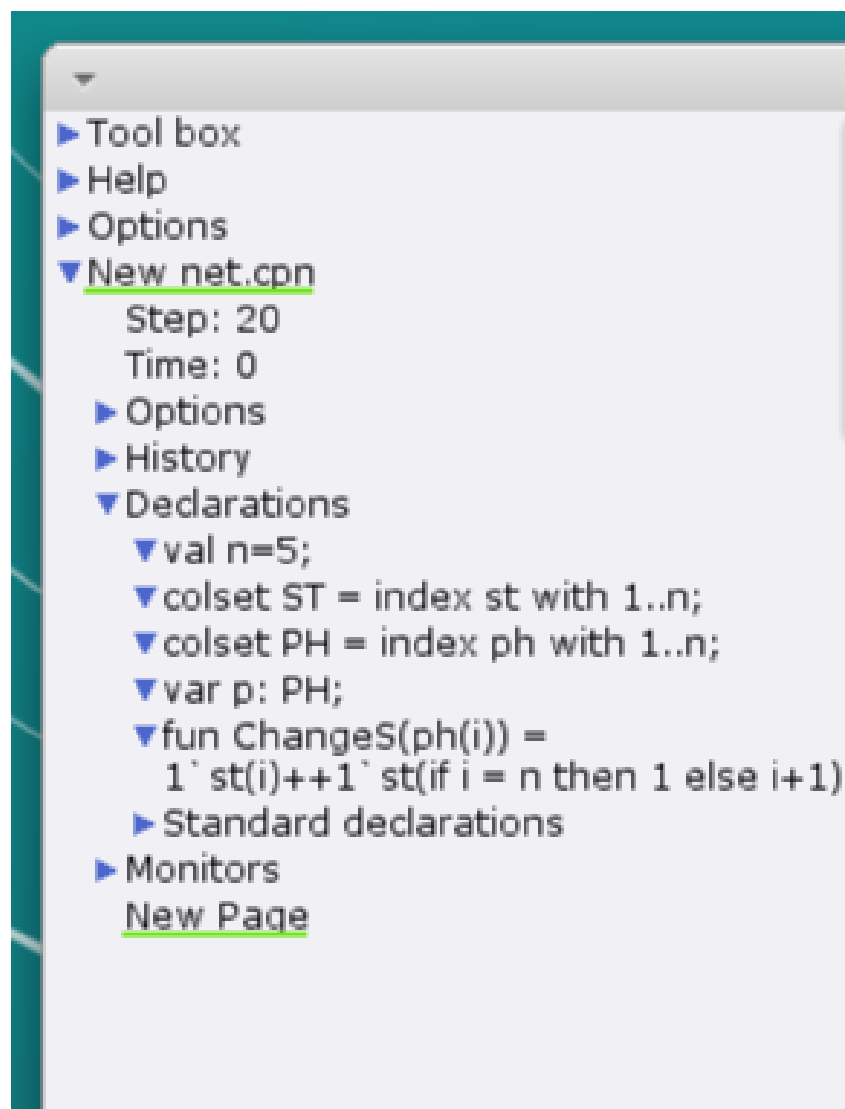 Tool box
Help
Options
New net.cpn
Step: 20
Time: 0
Options
History
Declarations
val n=5;
colset ST = index st with 1..n;
colset PH = index ph with 1..n;
var p: PH;
fun ChangeS(ph(i)) =
1`st(i)++1`st(if i = n then 1 else i+1)
Standard declarations
Monitors
New Page